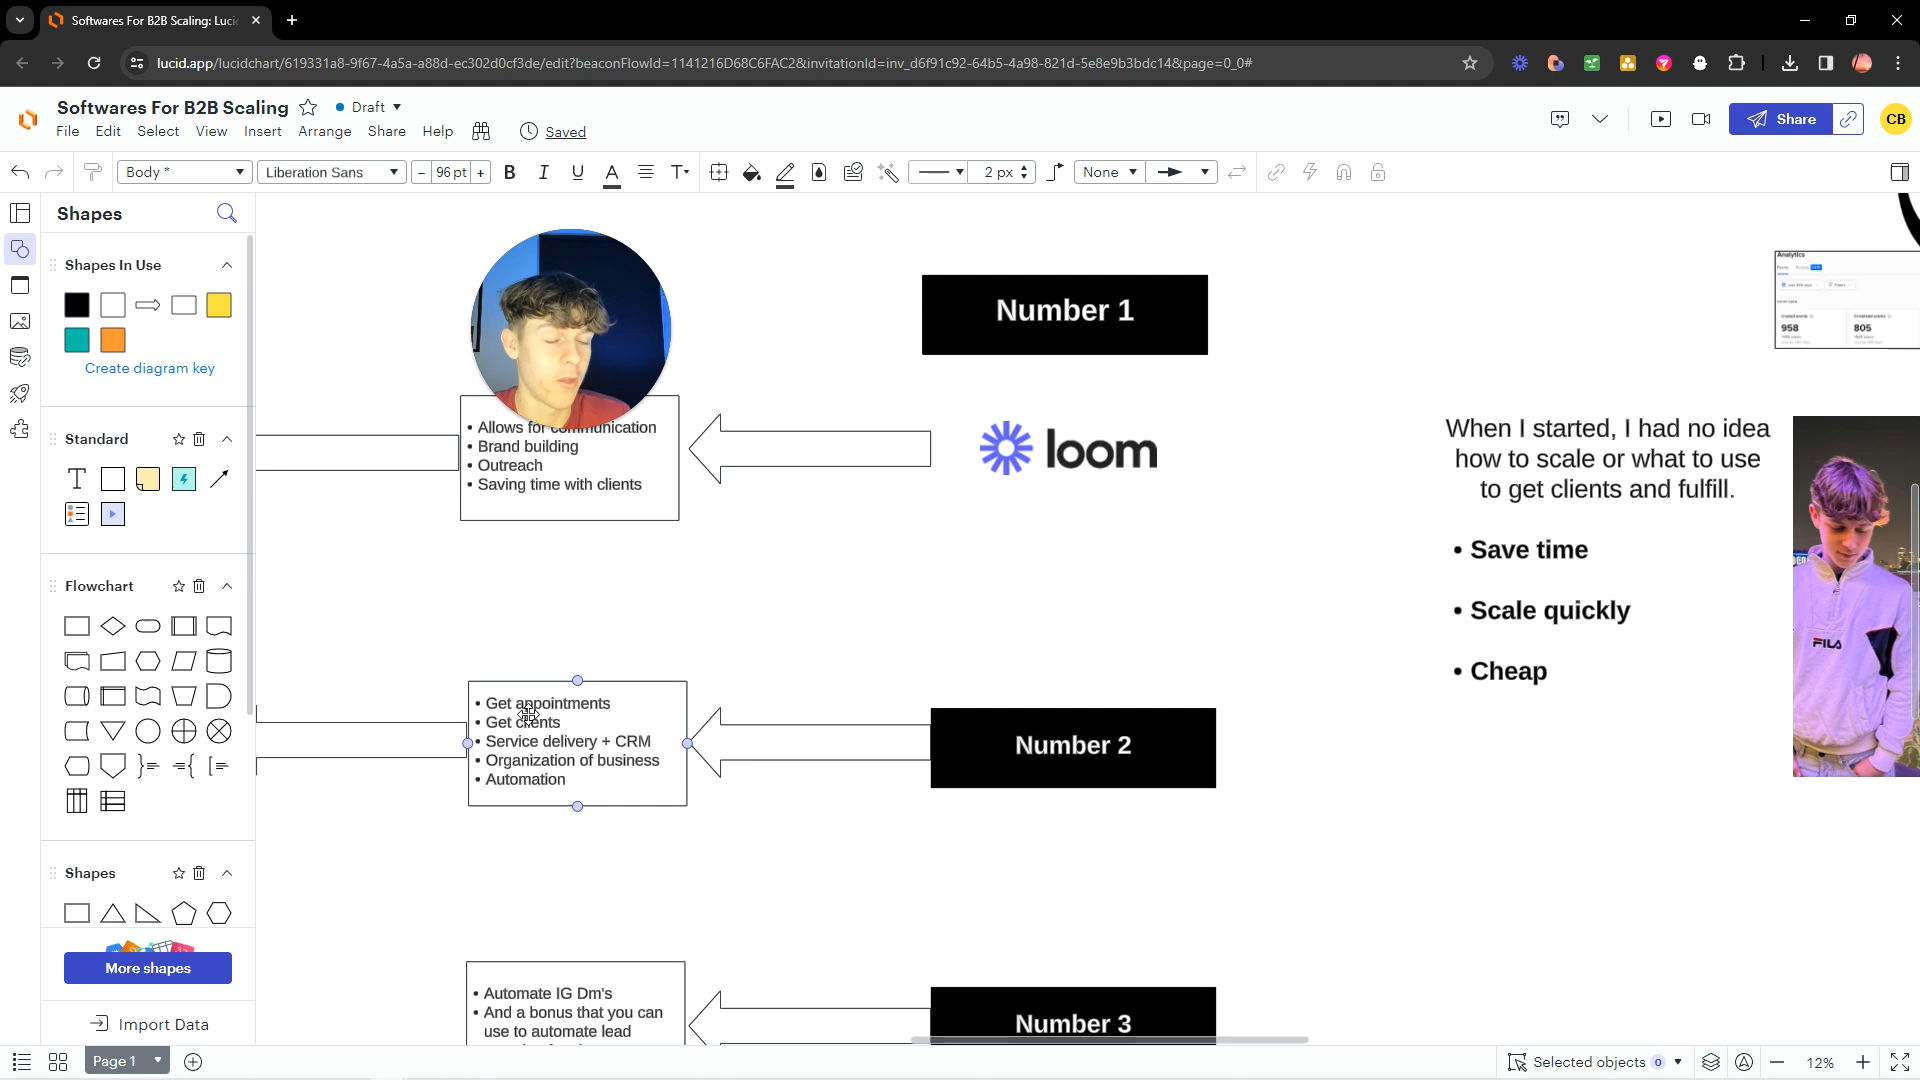 Softwares For B2B Scaling: Luci
lucid.app/lucidchart/619331a8-9f67-4a5a-a88d-ec302d0cf3de/edit?beaconFlowId=1141216D68C6FAC2&invitationId=inv_d6f91c92-64b5-4a98-821d-5e8e9b3bdc14&page=0_0#
Softwares For B2B Scaling
Draft
File Edit Select View Insert Arrange Share Help
Saved
Share
CB
Body *
Liberation Sans
- 96 pt +
B I U A T
2 px
None
Shapes
Shapes In Use
Create diagram key
Standard
T
Flowchart
Shapes
More shapes
Import Data
Number 1
• Allows for communication
• Brand building
• Outreach
• Saving time with clients
loom
• Get appointments
• Get clients
• Service delivery + CRM
• Organization of business
• Automation
Number 2
• Automate IG Dm's
• And a bonus that you can
use to automate lead
Number 3
Analytics
958
805
When I started, I had no idea
how to scale or what to use
to get clients and fulfill.
• Save time
• Scale quickly
• Cheap
FILA
Page 1
Selected objects 0
12%